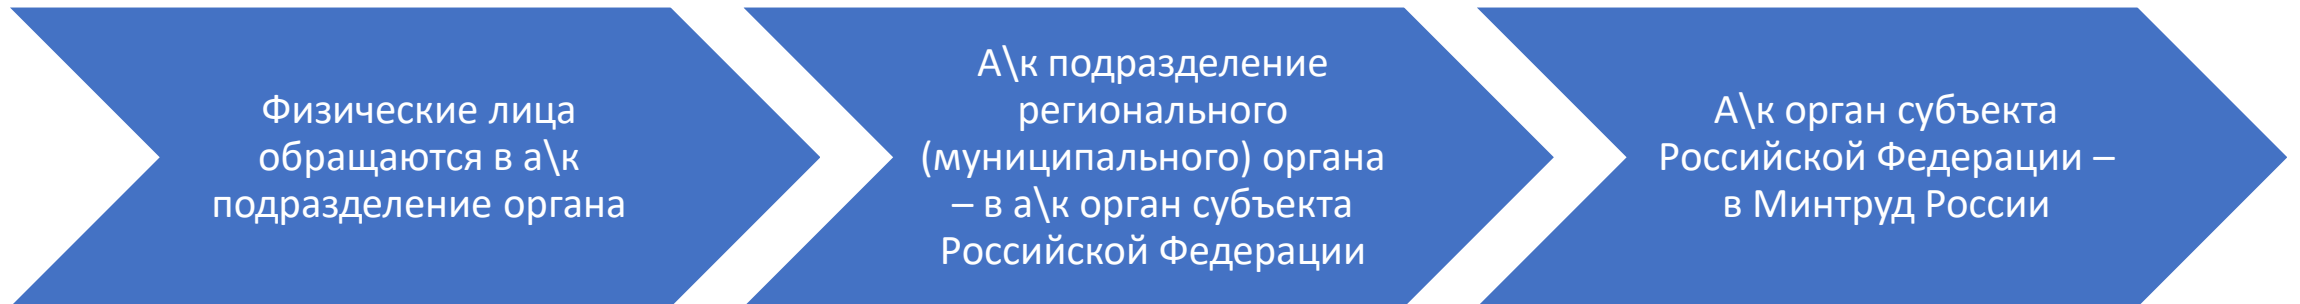 Физические лица
обращаются в а\к
подразделение органа
А\к подразделение
регионального
(муниципального) органа
– в а\к орган субъекта
Российской Федерации
А\к орган субъекта
Российской Федерации –
в Минтруд России